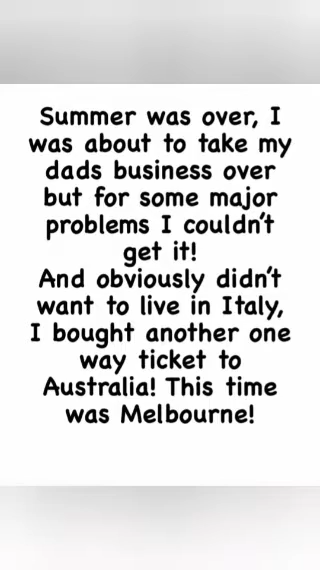 Summer was over, I
was about to take my
dads business over
but for some major
problems I couldn't
get it!
And obviously didn't
want to live in Italy,
I bought another one
way ticket to
Australia! This time
was Melbourne!